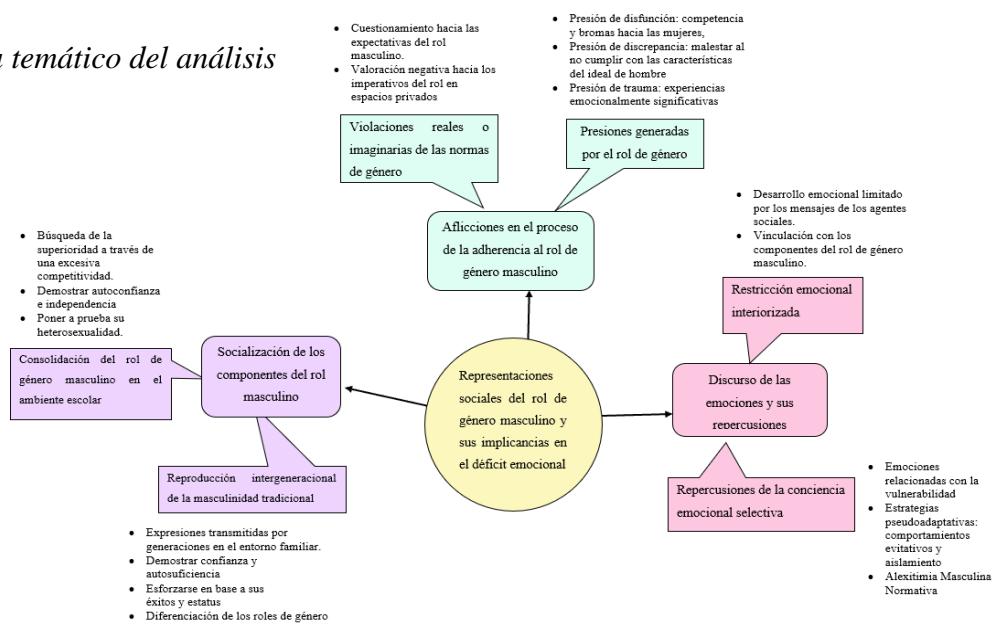 temático del análisis
• Cuestionamiento hacia las
expectativas del rol
masculino.
• Valoración negativa hacia los
imperativos del rol en
espacios privados
• Presión de disfunción: competencia
y bromas hacia las mujeres,
• Presión de discrepancia: malestar al
no cumplir con las características
del ideal de hombre
• Presión de trauma: experiencias
emocionalmente significativas
Violaciones reales o
imaginarias de las normas
de género
Presiones generadas
por el rol de género
Aflicciones en el proceso
de la adherencia al rol de
género masculino
• Desarrollo emocional limitado
por los mensajes de los agentes
sociales.
• Vinculación con los
componentes del rol de género
masculino.
Restricción emocional
interiorizada
• Búsqueda de la
superioridad a través de
una excesiva
competitividad.
• Demostrar autoconfianza
e independencia
• Poner a prueba su
heterosexualidad.
Consolidación del rol de
género masculino en el
ambiente escolar
Socialización de los
componentes del rol
masculino
Representaciones
sociales del rol de
género masculino y
sus implicancias en
el déficit emocional
Discurso de las
emociones y sus
repercusiones
Reproducción intergeneracional
de la masculinidad tradicional
• Expresiones transmitidas por
generaciones en el entorno familiar.
• Demostrar confianza y
autosuficiencia
• Esforzarse en base a sus
éxitos y estatus
• Diferenciación de los roles de género
Repercusiones de la conciencia
emocional selectiva
• Emociones
relacionadas con la
vulnerabilidad
• Estrategias
pseudoadaptativas:
comportamientos
evitativos y
aislamiento
• Alexitimia Masculina
Normativa